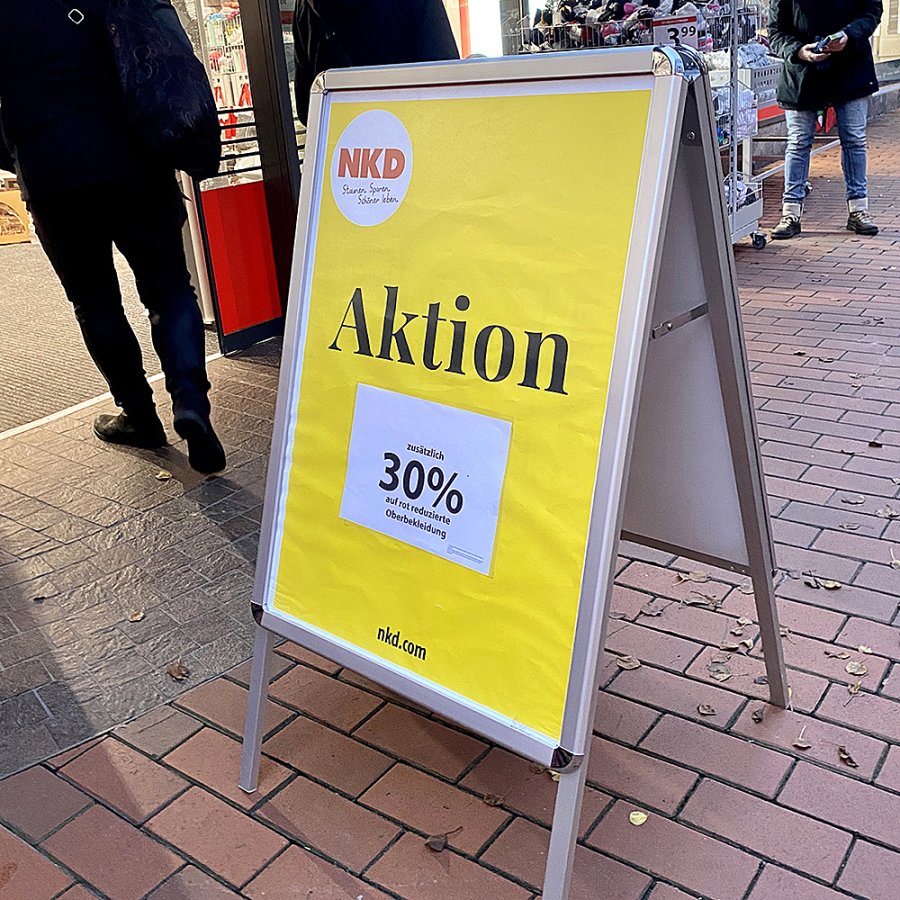 3.99
NKD
Staunen. Sparen.
Schöner leben.
Aktion
zusätzlich
30%
auf rot reduzierte
Oberbekleidung
nkd.com